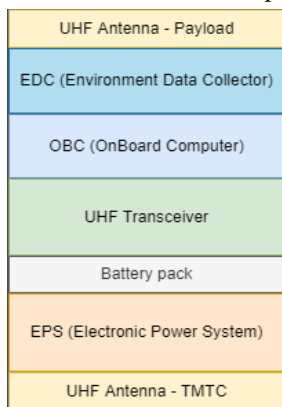 UHF Antenna - Payload
EDC (Environment Data Collector)
OBC (OnBoard Computer)
UHF Transceiver
Battery pack
EPS (Electronic Power System)
UHF Antenna - TMTC